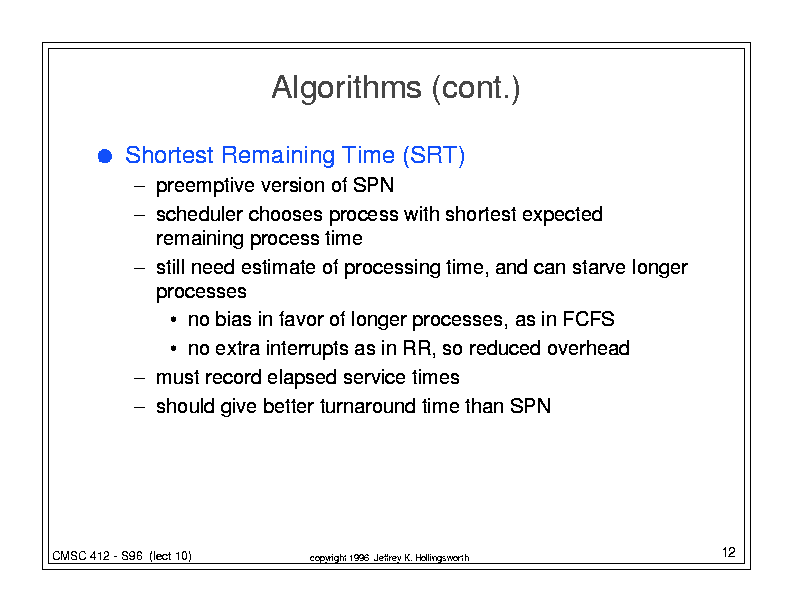 Algorithms (cont.)
● Shortest Remaining Time (SRT)
– preemptive version of SPN
– scheduler chooses process with shortest expected
remaining process time
– still need estimate of processing time, and can starve longer
processes
• no bias in favor of longer processes, as in FCFS
• no extra interrupts as in RR, so reduced overhead
– must record elapsed service times
– should give better turnaround time than SPN
CMSC 412 - S96 (lect 10)
copyright 1996 Jeffrey K. Hollingsworth
12